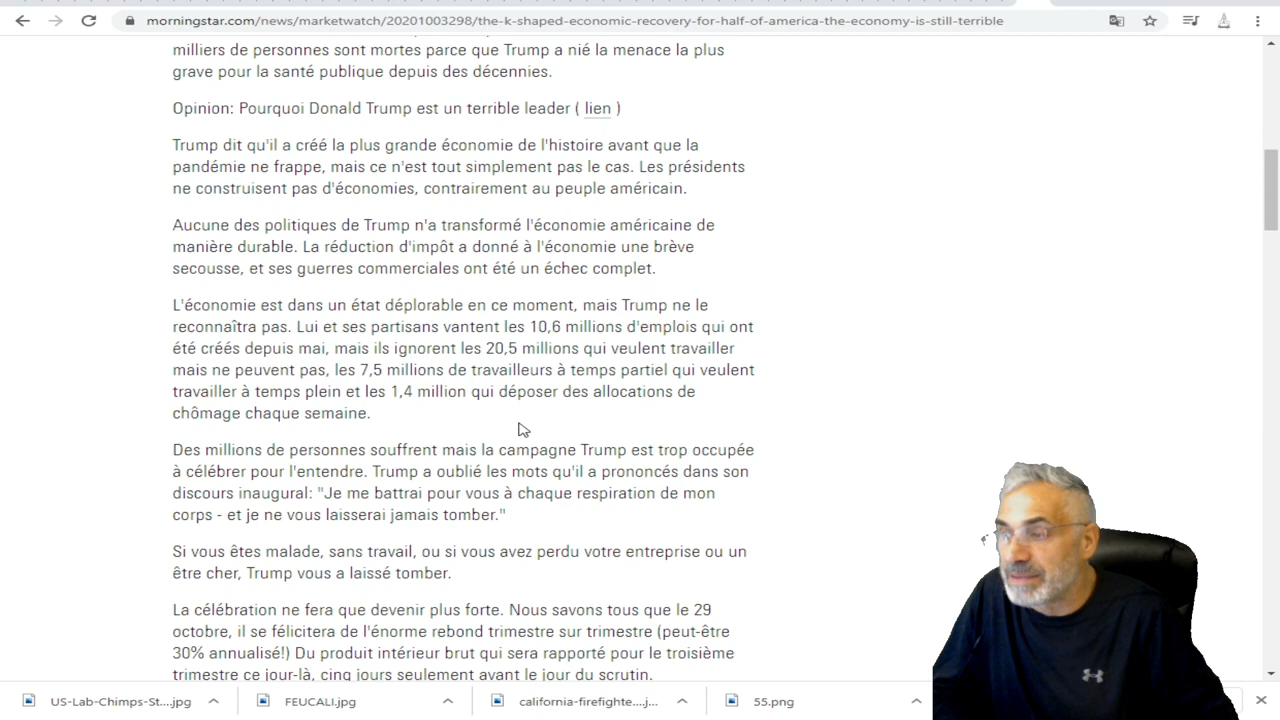 morningstar.com/news/marketwatch/20201003298/the-k-shaped-economic-recovery-for-half-of-america-the-economy-is-still-terrible
milliers de personnes sont mortes parce que Trump a nié la menace la plus
grave pour la santé publique depuis des décennies.
Opinion: Pourquoi Donald Trump est un terrible leader ( lien )
Trump dit qu'il a créé la plus grande économie de l'histoire avant que la
pandémie ne frappe, mais ce n'est tout simplement pas le cas. Les présidents
ne construisent pas d'économies, contrairement au peuple américain.
Aucune des politiques de Trump n'a transformé l'économie américaine de
manière durable. La réduction d'impôt a donné à l'économie une brève
secousse, et ses guerres commerciales ont été un échec complet.
L'économie est dans un état déplorable en ce moment, mais Trump ne le
reconnaîtra pas. Lui et ses partisans vantent les 10,6 millions d'emplois qui ont
été créés depuis mai, mais ils ignorent les 20,5 millions qui veulent travailler
mais ne peuvent pas, les 7,5 millions de travailleurs à temps partiel qui veulent
travailler à temps plein et les 1,4 million qui déposer des allocations de
chômage chaque semaine.
Des millions de personnes souffrent mais la campagne Trump est trop occupée
à célébrer pour l'entendre. Trump a oublié les mots qu'il a prononcés dans son
discours inaugural: "Je me battrai pour vous à chaque respiration de mon
corps - et je ne vous laisserai jamais tomber."
Si vous êtes malade, sans travail, ou si vous avez perdu votre entreprise ou un
être cher, Trump vous a laissé tomber.
La célébration ne fera que devenir plus forte. Nous savons tous que le 29
octobre, il se félicitera de l'énorme rebond trimestre sur trimestre (peut-être
30% annualisé!) Du produit intérieur brut qui sera rapporté pour le troisième
trimestre ce jour-là, cinq jours seulement avant le jour du scrutin.
US-Lab-Chimps-St....jpg
FEUCALI.jpg
california-firefighte....j...
55.png